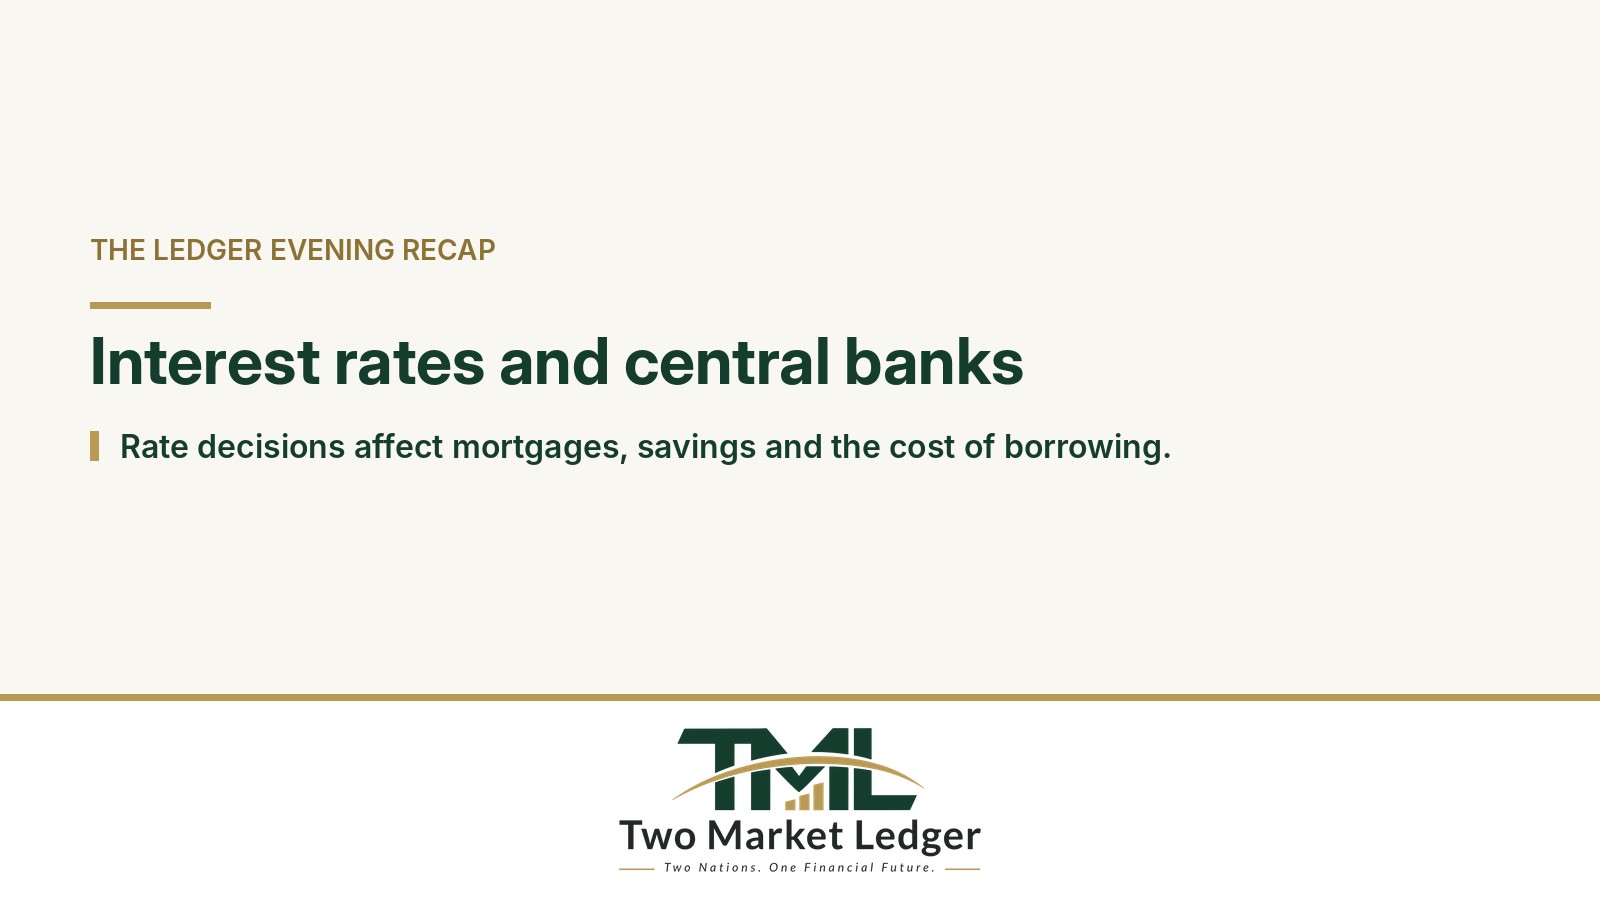 THE LEDGER EVENING RECAP
Interest rates and central banks
Rate decisions affect mortgages, savings and the cost of borrowing.
TML
Two Market Ledger
Two Nations. One Financial Future.